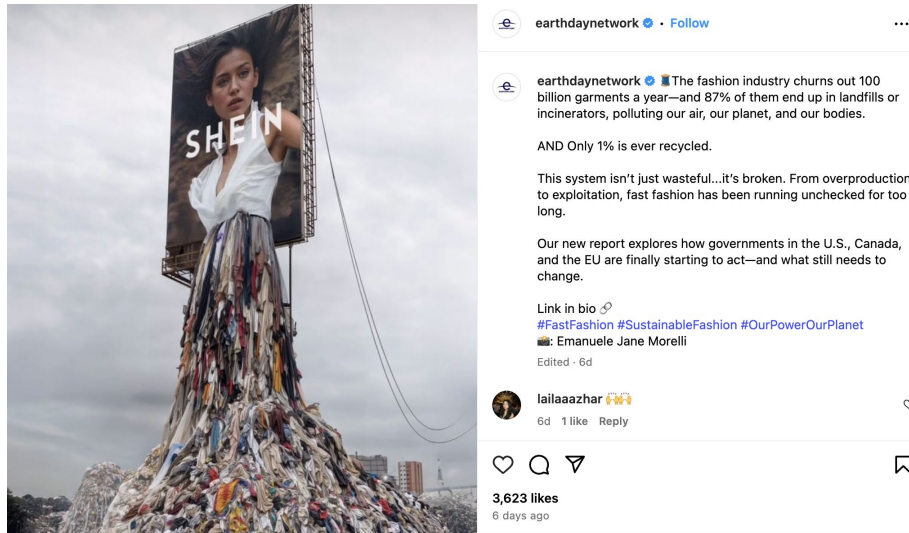 SHEIN
earthdaynetwork • Follow
earthdaynetwork 🧵The fashion industry churns out 100
billion garments a year—and 87% of them end up in landfills or
incinerators, polluting our air, our planet, and our bodies.
AND Only 1% is ever recycled.
This system isn't just wasteful...it's broken. From overproduction
to exploitation, fast fashion has been running unchecked for too
long.
Our new report explores how governments in the U.S., Canada,
and the EU are finally starting to act—and what still needs to
change.
Link in bio 🔗
#FastFashion #SustainableFashion #OurPowerOurPlanet
📸: Emanuele Jane Morelli
Edited · 6d
lailaaazhar 🙌🙌
6d 1 like Reply
3,623 likes
6 days ago